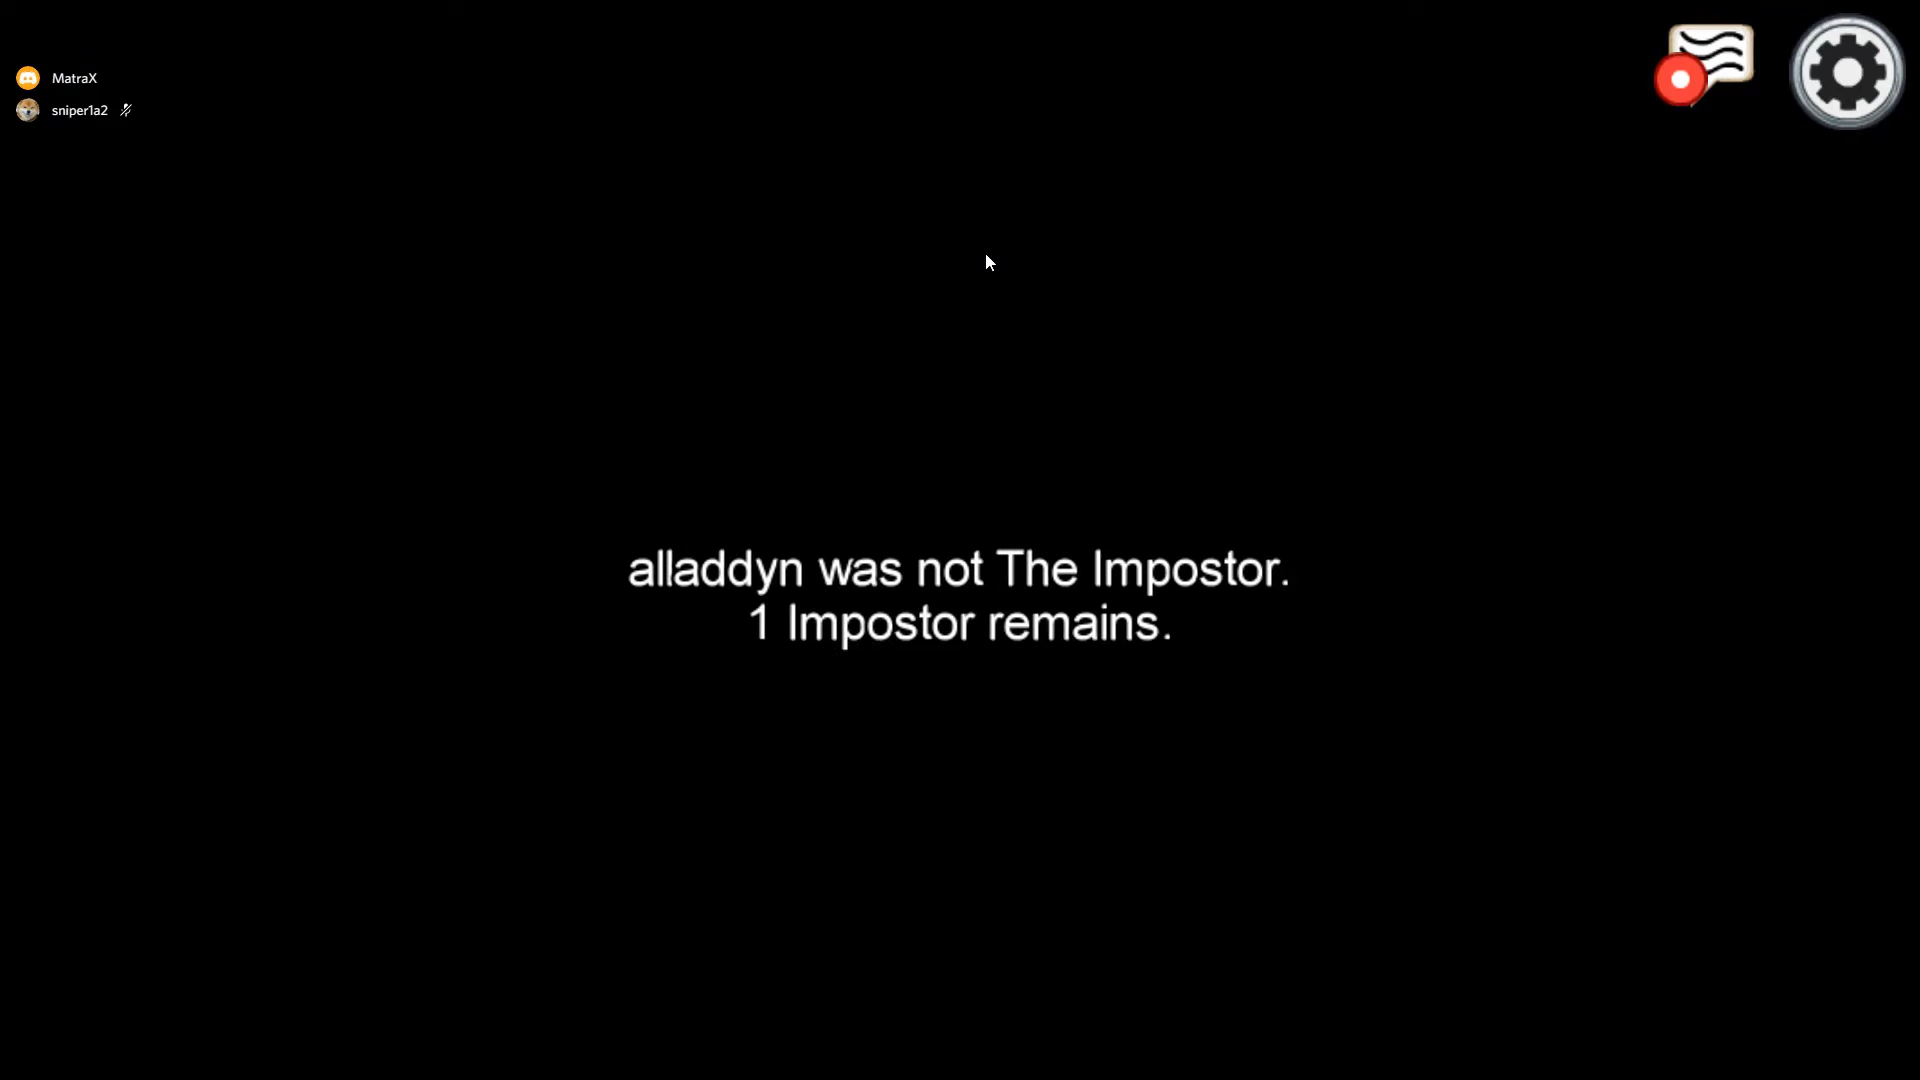 MatraX
sniper1a2
alladdyn was not The Impostor.
1 Impostor remains.